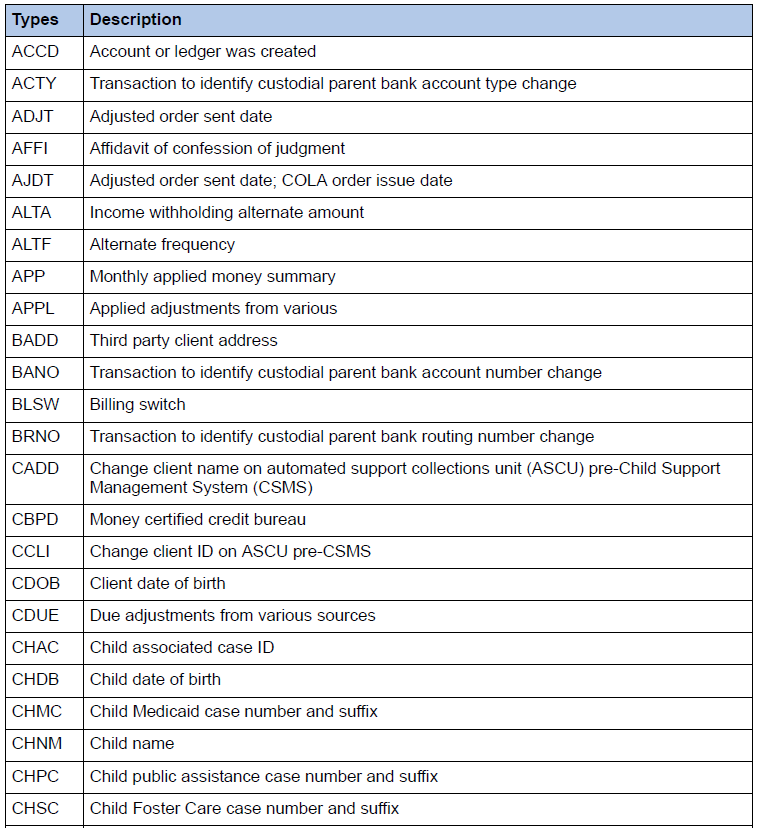 Types Description
ACCD Account or ledger was created
ACTY Transaction to identify custodial parent bank account type change
ADJT Adjusted order sent date
AFFI Affidavit of confession of judgment
AJDT Adjusted order sent date; COLA order issue date
ALTA Income withholding alternate amount
ALTF Alternate frequency
APP Monthly applied money summary
APPL Applied adjustments from various
BADD Third party client address
BANO Transaction to identify custodial parent bank account number change
BLSW Billing switch
BRNO Transaction to identify custodial parent bank routing number change
CADD Change client name on automated support collections unit (ASCU) pre-Child Support
Management System (CSMS)
CBPD Money certified credit bureau
CCLI Change client ID on ASCU pre-CSMS
CDOB Client date of birth
CDUE Due adjustments from various sources
CHAC Child associated case ID
CHDB Child date of birth
CHMC Child Medicaid case number and suffix
CHNM Child name
CHPC Child public assistance case number and suffix
CHSC Child Foster Care case number and suffix